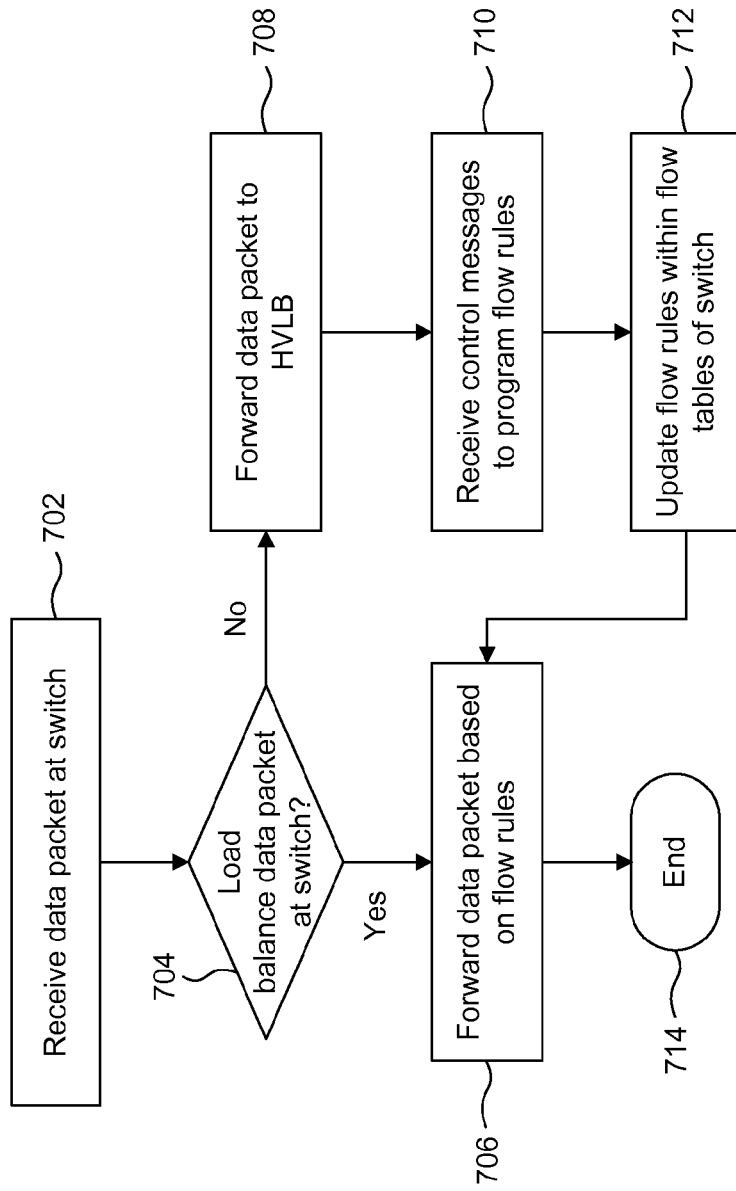 Receive data packet at switch
702
Load
balance data packet
at switch?
704
No
Yes
Forward data packet to
HVLB
708
Receive control messages
to program flow rules
710
Update flow rules within flow
tables of switch
712
Forward data packet based
on flow rules
706
End
714